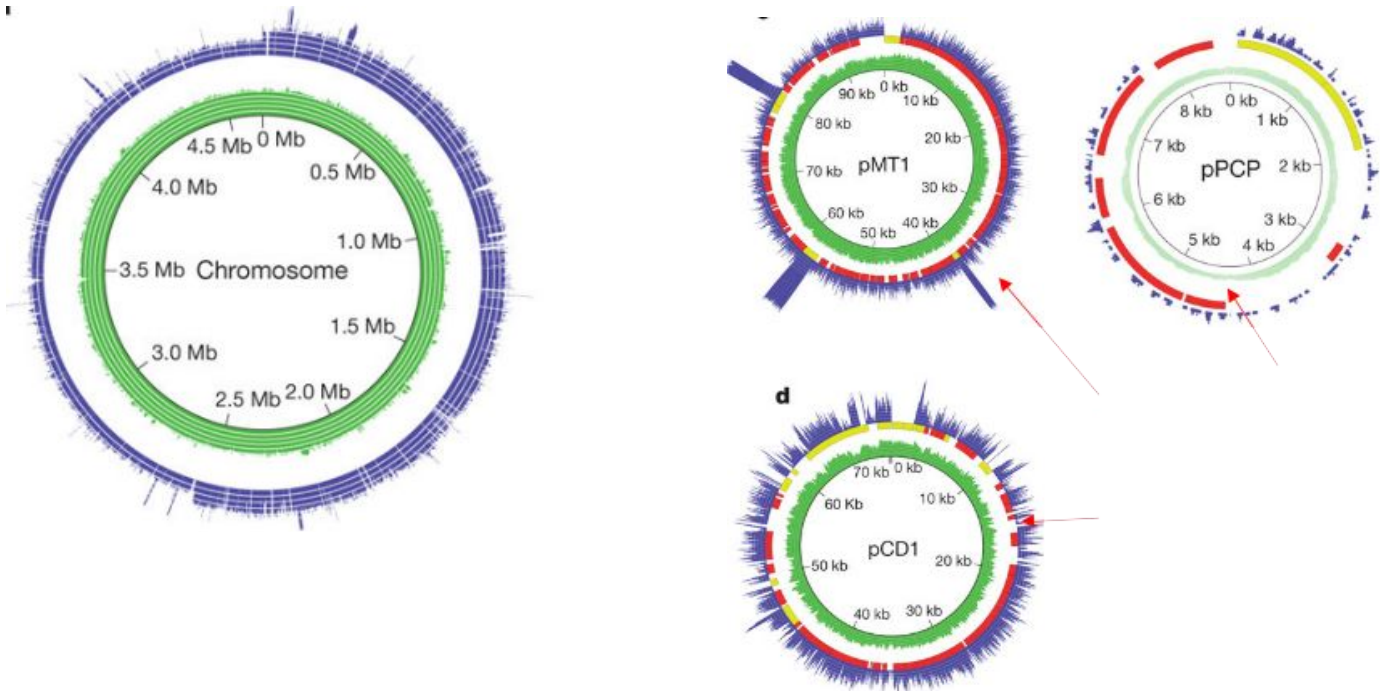 Chromosome
0 Mb
0.5 Mb
1.0 Mb
1.5 Mb
2.0 Mb
2.5 Mb
3.0 Mb
3.5 Mb
4.0 Mb
4.5 Mb
pMT1
0 kb
10 kb
20 kb
30 kb
40 kb
50 kb
60 kb
70 kb
80 kb
90 kb
pPCP
0 kb
1 kb
2 kb
3 kb
4 kb
5 kb
6 kb
7 kb
8 kb
d
pCD1
0 kb
10 kb
20 kb
30 kb
40 kb
50 kb
60 Kb
70 kb